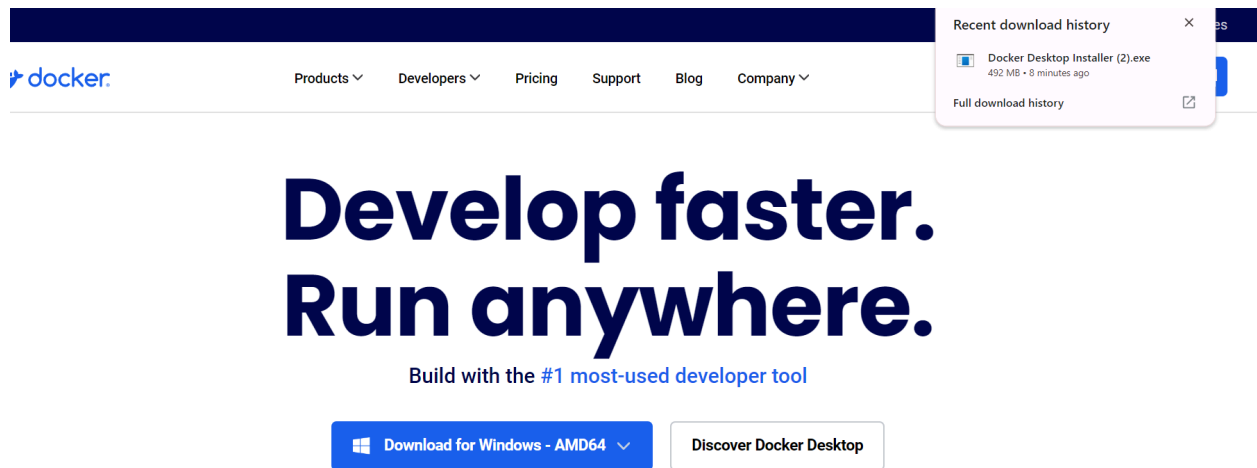 Recent download history
es
Docker Desktop Installer (2).exe
492 MB • 8 minutes ago
Full download history
docker
Products
Developers
Pricing
Support
Blog
Company
Develop faster.
Run anywhere.
Build with the #1 most-used developer tool
Download for Windows - AMD64
Discover Docker Desktop